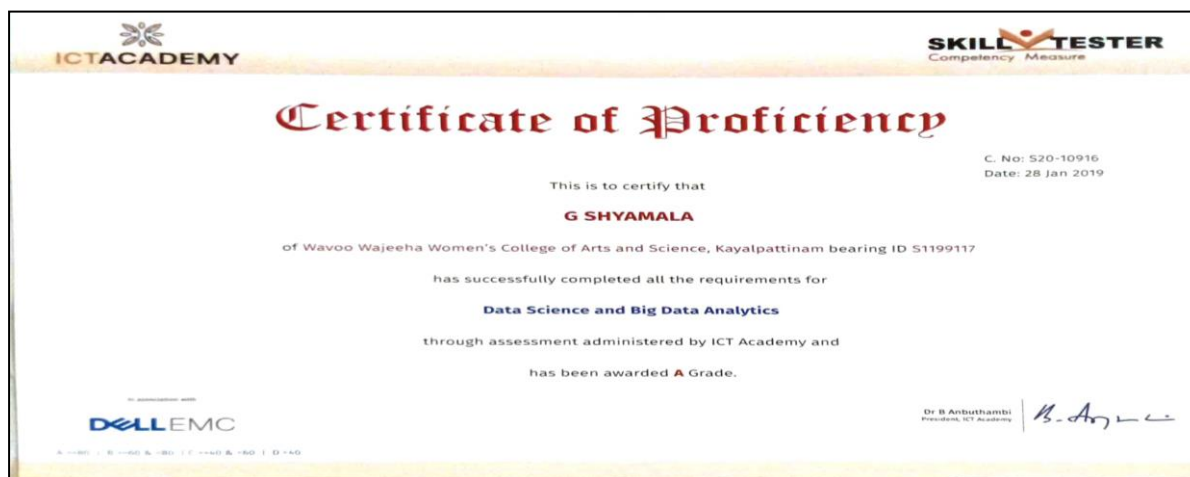 ICTACADEMY
SKILL TESTER
Competency Measure
Certificate of Proficiency
C. No: S20-10916
Date: 28 Jan 2019
This is to certify that
G SHYAMALA
of Wavoo Wajeeha Women's College of Arts and Science, Kayalpattinam bearing ID S1199117
has successfully completed all the requirements for
Data Science and Big Data Analytics
through assessment administered by ICT Academy and
has been awarded A Grade.
In association with
DELLEMC
Dr B Anbuthambi
President, ICT Academy